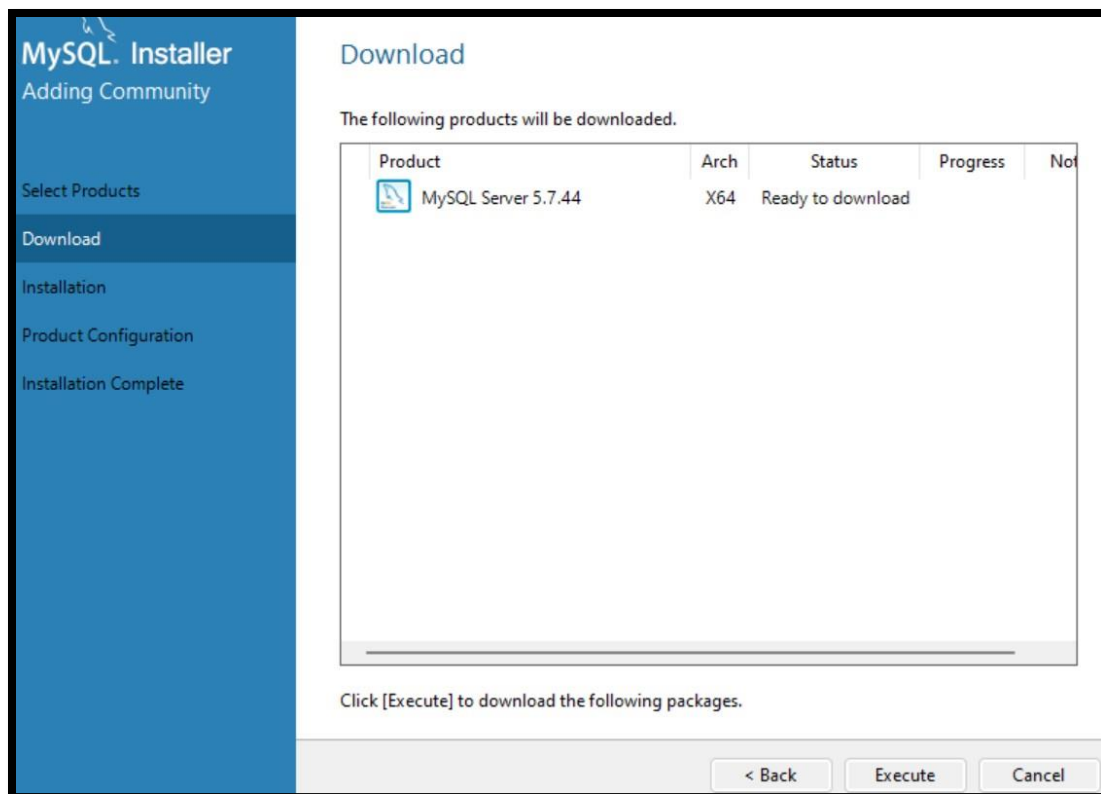 MySQL. Installer
Adding Community
Select Products
Download
Installation
Product Configuration
Installation Complete
Download
The following products will be downloaded.
Product Arch Status Progress Not
MySQL Server 5.7.44 X64 Ready to download
Click [Execute] to download the following packages.
< Back Execute Cancel